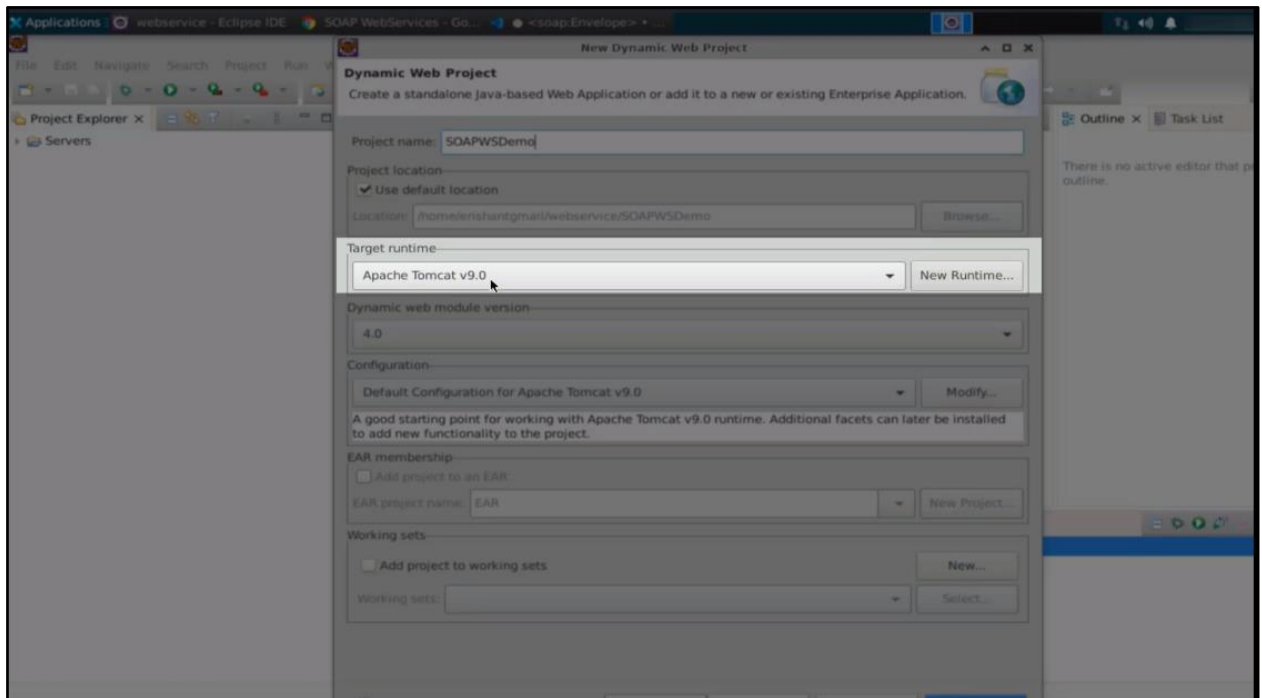 Applications webservice - Eclipse IDE SOAP WebServices - Go... <soap:Envelope> • ...
New Dynamic Web Project
File Edit Navigate Search Project Run
Dynamic Web Project
Create a standalone Java-based Web Application or add it to a new or existing Enterprise Application.
Project Explorer
Outline Task List
Servers
Project name: SOAPWSDemo
There is no active editor that
outline.
Project location
Use default location
Location: /home/erishantgmail/webservice/SOAPWSDemo Browse...
Target runtime
Apache Tomcat v9.0 New Runtime...
Dynamic web module version
4.0
Configuration
Default Configuration for Apache Tomcat v9.0 Modify...
A good starting point for working with Apache Tomcat v9.0 runtime. Additional facets can later be installed
to add new functionality to the project.
EAR membership
Add project to an EAR
EAR project name: EAR New Project...
Working sets
Add project to working sets New...
Working sets: Select...